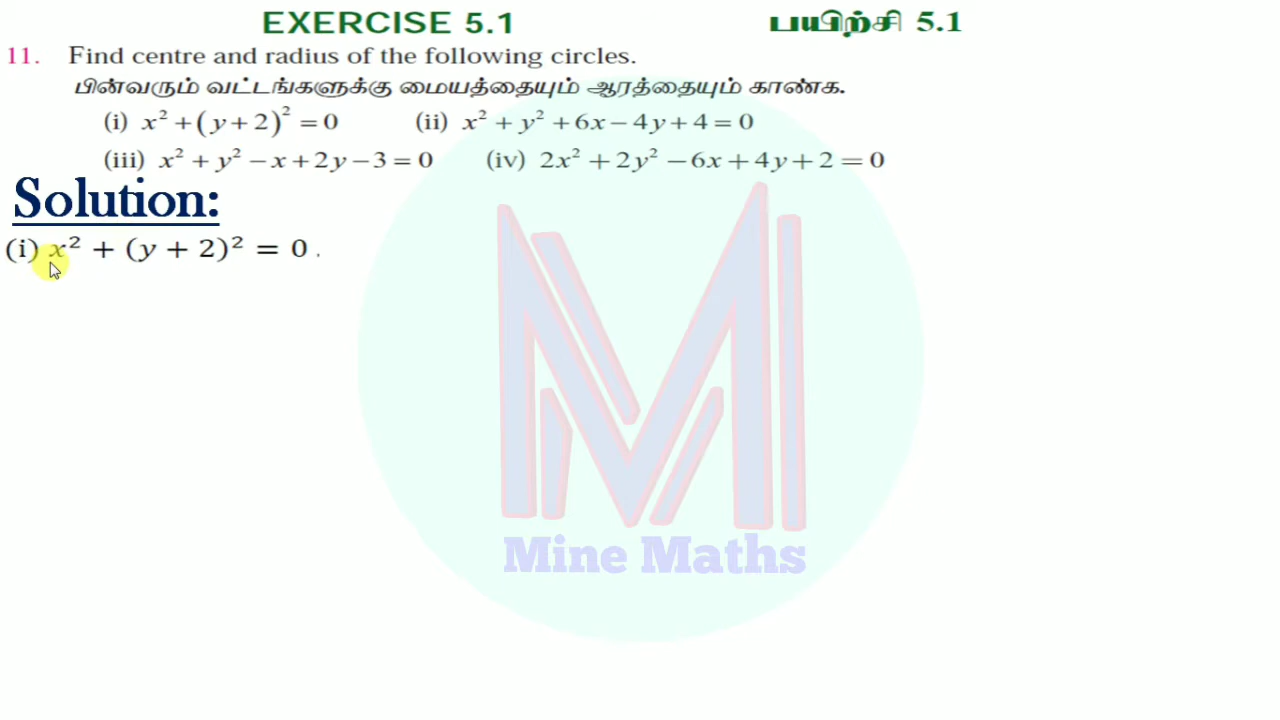 EXERCISE 5.1 பயிற்சி 5.1
11. Find centre and radius of the following circles.
பின்வரும் வட்டங்களுக்கு மையத்தையும் ஆரத்தையும் காண்க.
(i) x² + (y + 2)² = 0 (ii) x² + y² + 6x − 4y + 4 = 0
(iii) x² + y² − x + 2y − 3 = 0 (iv) 2x² + 2y² − 6x + 4y + 2 = 0
Solution:
(i) x² + (y + 2)² = 0 .
Mine Maths